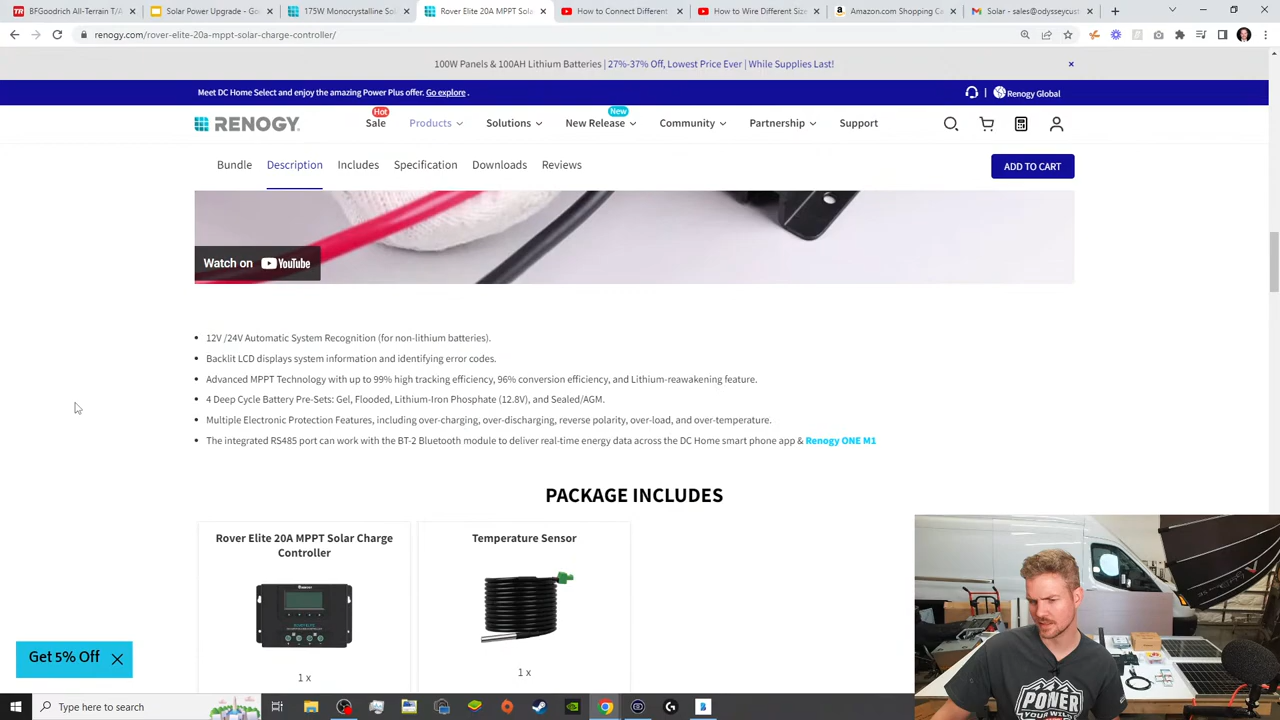 BFGoodrich All-Terrain T/A
Solar Power Upgrade - Go
175W Monocrystalline Sol
Rover Elite 20A MPPT Sol
How to Connect Different
How to Wire Different Size
Amazon.com Shopping Ca
Solar - sales@odysseycust
renogy.com/rover-elite-20a-mppt-solar-charge-controller/
100W Panels & 100AH Lithium Batteries | 27%-37% Off, Lowest Price Ever | While Supplies Last!
Meet DC Home Select and enjoy the amazing Power Plus offer. Go explore .
Renogy Global
Hot
New
RENOGY.
Sale
Products
Solutions
New Release
Community
Partnership
Support
Bundle
Description
Includes
Specification
Downloads
Reviews
ADD TO CART
Watch on YouTube
12V /24V Automatic System Recognition (for non-lithium batteries).
Backlit LCD displays system information and identifying error codes.
Advanced MPPT Technology with up to 99% high tracking efficiency, 96% conversion efficiency, and Lithium-reawakening feature.
4 Deep Cycle Battery Pre-Sets: Gel, Flooded, Lithium-Iron Phosphate (12.8V), and Sealed/AGM.
Multiple Electronic Protection Features, including over-charging, over-discharging, reverse polarity, over-load, and over-temperature.
The integrated RS485 port can work with the BT-2 Bluetooth module to deliver real-time energy data across the DC Home smart phone app & Renogy ONE M1
PACKAGE INCLUDES
Rover Elite 20A MPPT Solar Charge
Controller
Temperature Sensor
1 x
1 x
Get 5% Off
POWER
YOUR
Type here to search